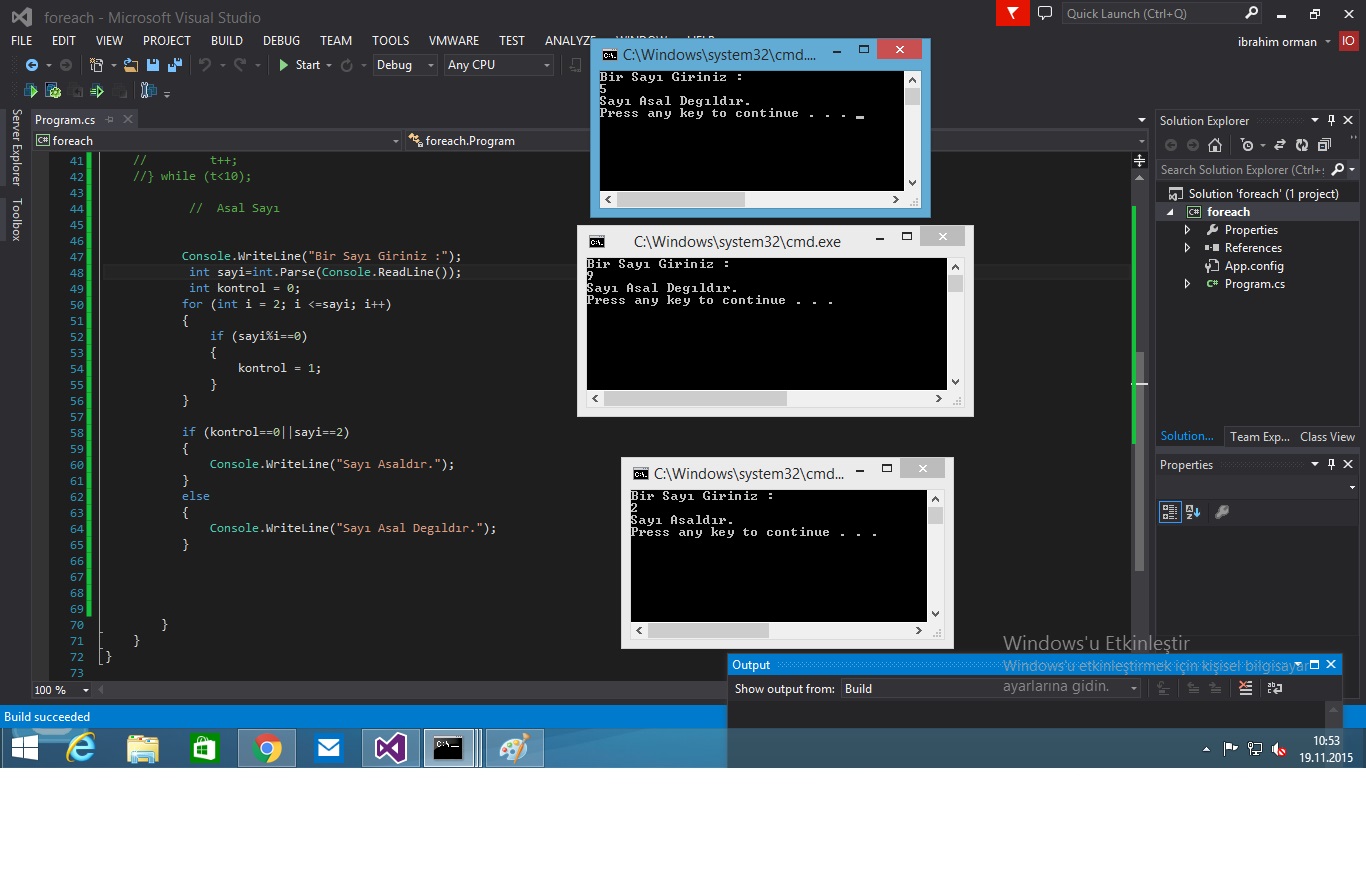 foreach - Microsoft Visual Studio
Quick Launch (Ctrl+Q)
FILE EDIT VIEW PROJECT BUILD DEBUG TEAM TOOLS VMWARE TEST ANALYZE
ibrahim orman IO
Start Debug Any CPU
Server Explorer
Toolbox
Program.cs
foreach
foreach.Program
41 // t++;
42 //} while (t<10);
43
44 // Asal Sayı
45
46
47 Console.WriteLine("Bir Sayı Giriniz :");
48 int sayi=int.Parse(Console.ReadLine());
49 int kontrol = 0;
50 for (int i = 2; i <=sayi; i++)
51 {
52 if (sayi%i==0)
53 {
54 kontrol = 1;
55 }
56 }
57
58 if (kontrol==0||sayi==2)
59 {
60 Console.WriteLine("Sayı Asaldır.");
61 }
62 else
63 {
64 Console.WriteLine("Sayı Asal Degıldır.");
65 }
66
67
68
69
70 }
71 }
72 }
73
100 %
C:\Windows\system32\cmd....
Bir Sayı Giriniz :
5
Sayı Asal Degıldır.
Press any key to continue . . .
C:\Windows\system32\cmd.exe
Bir Sayı Giriniz :
9
Sayı Asal Degıldır.
Press any key to continue . . .
C:\Windows\system32\cmd...
Bir Sayı Giriniz :
2
Sayı Asaldır.
Press any key to continue . . .
Solution Explorer
Search Solution Explorer (Ctrl+;
Solution 'foreach' (1 project)
foreach
Properties
References
App.config
Program.cs
Solution... Team Exp... Class View
Properties
Windows'u Etkinleştir
Windows'u etkinleştirmek için kişisel bilgisayar
ayarlarına gidin.
Output
Show output from: Build
Build succeeded
10:53
19.11.2015